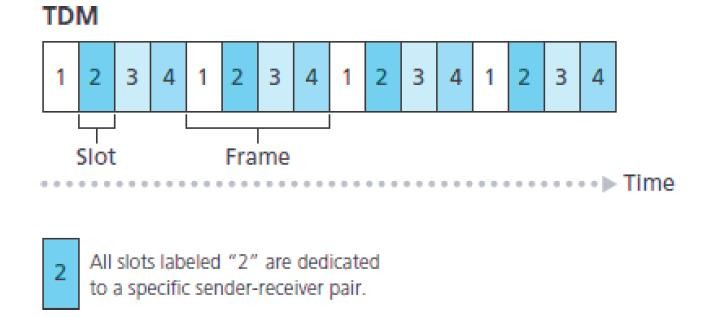 TDM
1 2 3 4 1 2 3 4 1 2 3 4 1 2 3 4
Slot Frame
Time
2 All slots labeled “2” are dedicated
to a specific sender-receiver pair.